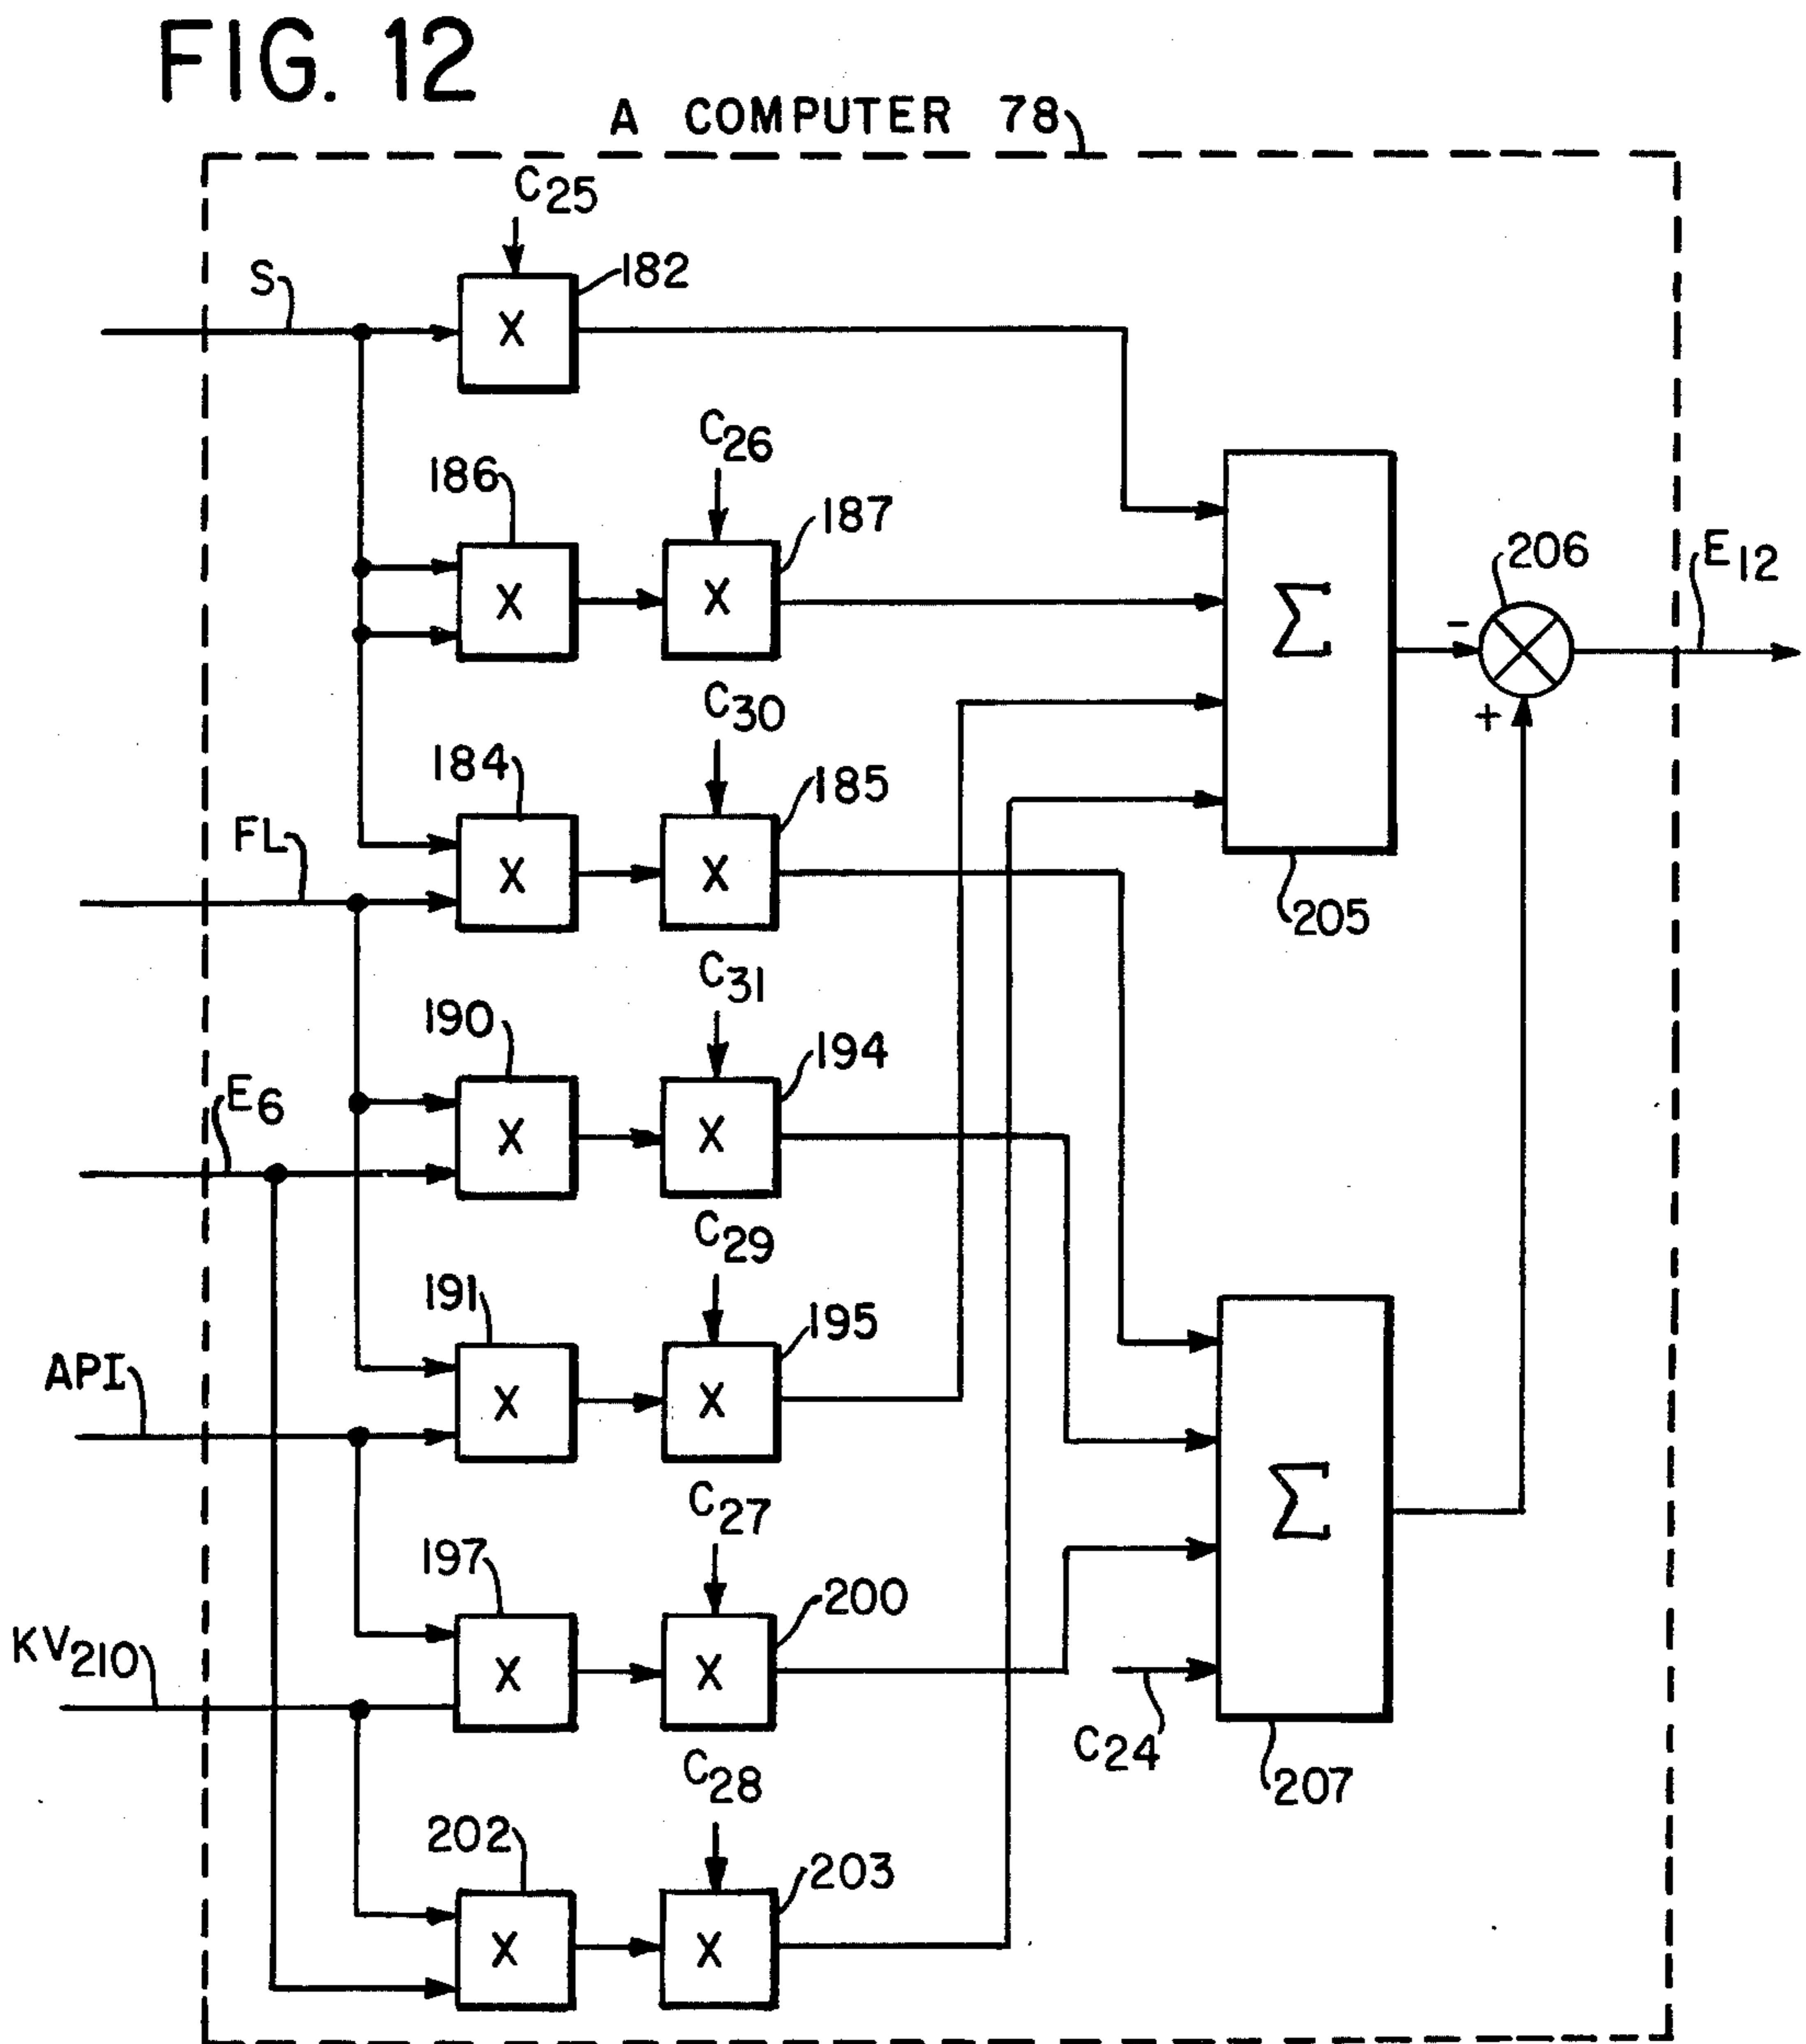 FIG. 12
A COMPUTER 78
C25
S
182
X
C26
186
187
X
X
Σ
206
E12
-
+
C30
184
185
FL
X
X
205
C31
190
194
E6
X
X
C29
191
195
API
X
X
Σ
C27
197
200
KV210
X
X
C24
207
C28
202
203
X
X